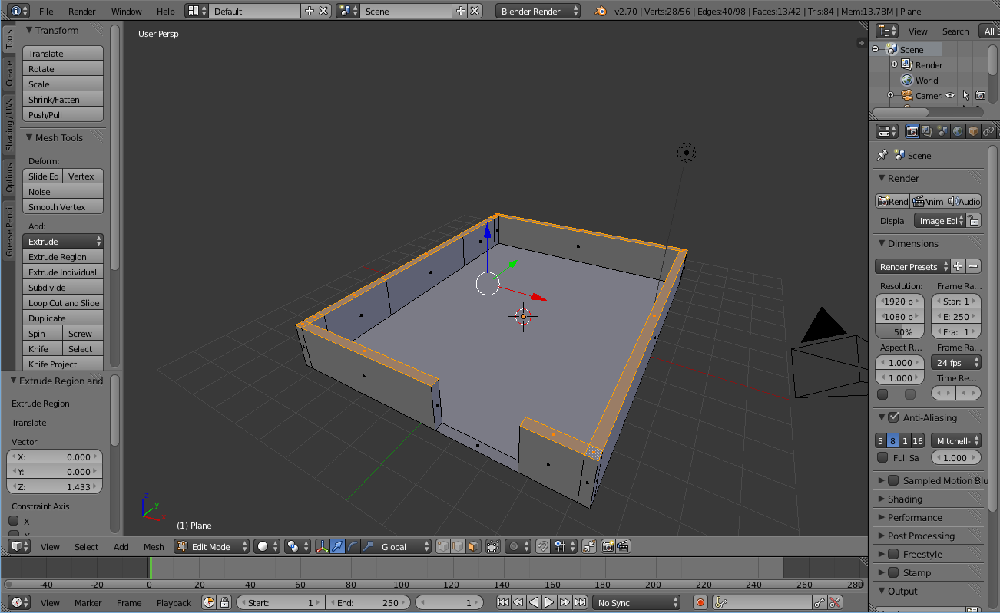 File Render Window Help Default Scene Blender Render v2.70 | Verts:28/56 | Edges:40/98 | Faces:13/42 | Tris:84 | Mem:13.78M | Plane
Tools
Create
Shading / UVs
Options
Grease Pencil
Transform
Translate
Rotate
Scale
Shrink/Fatten
Push/Pull
Mesh Tools
Deform:
Slide Ed Vertex
Noise
Smooth Vertex
Add:
Extrude
Extrude Region
Extrude Individual
Subdivide
Loop Cut and Slide
Duplicate
Spin Screw
Knife Select
Knife Project
Extrude Region and
Extrude Region
Translate
Vector
X: 0.000
Y: 0.000
Z: 1.433
Constraint Axis
X
Y
User Persp
z
y
x
(1) Plane
View Select Add Mesh Edit Mode Global
-40 -20 0 20 40 60 80 100 120 140 160 180 200 220 240 260 280
View Marker Frame Playback Start: 1 End: 250 1 No Sync
View Search All S
Scene
Render
World
Camer
Scene
Render
Rend Anim Audio
Displa Image Edi
Dimensions
Render Presets
Resolution: Frame Ra...
1920 p Star: 1
1080 p E: 250
50% Fra: 1
Aspect R... Frame Ra...
1.000 24 fps
1.000 Time Re...
Anti-Aliasing
5 8 1 16 Mitchell-
Full Sa 1.000
Sampled Motion Blu
Shading
Performance
Post Processing
Freestyle
Stamp
Output